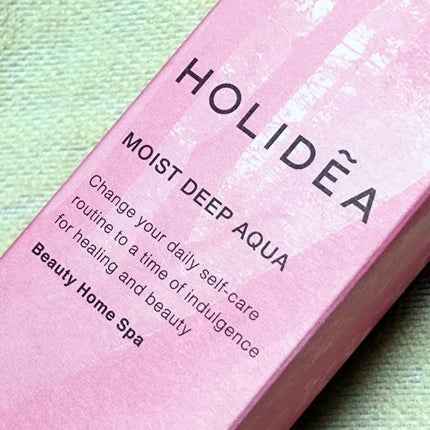 HOLIDẼA
MOIST DEEP AQUA
Change your daily self-care
routine to a time of indulgence
for healing and beauty
Beauty Home Spa